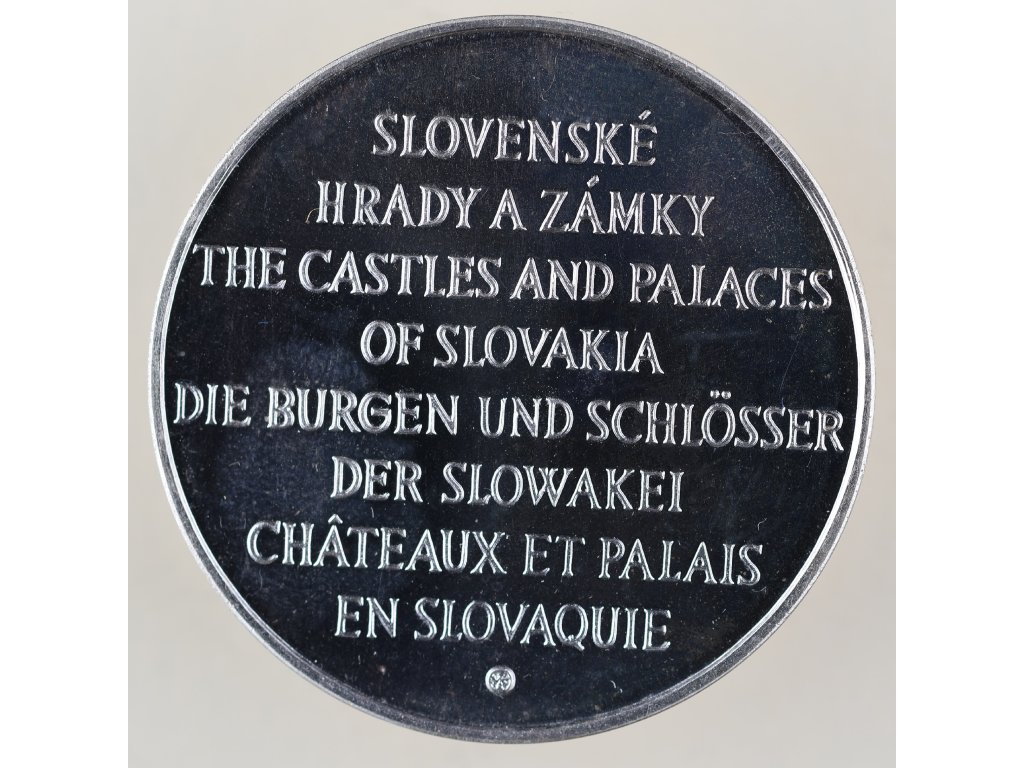 SLOVENSKÉ
HRADY A ZÁMKY
THE CASTLES AND PALACES
OF SLOVAKIA
DIE BURGEN UND SCHLÖSSER
DER SLOWAKEI
CHÂTEAUX ET PALAIS
EN SLOVAQUIE